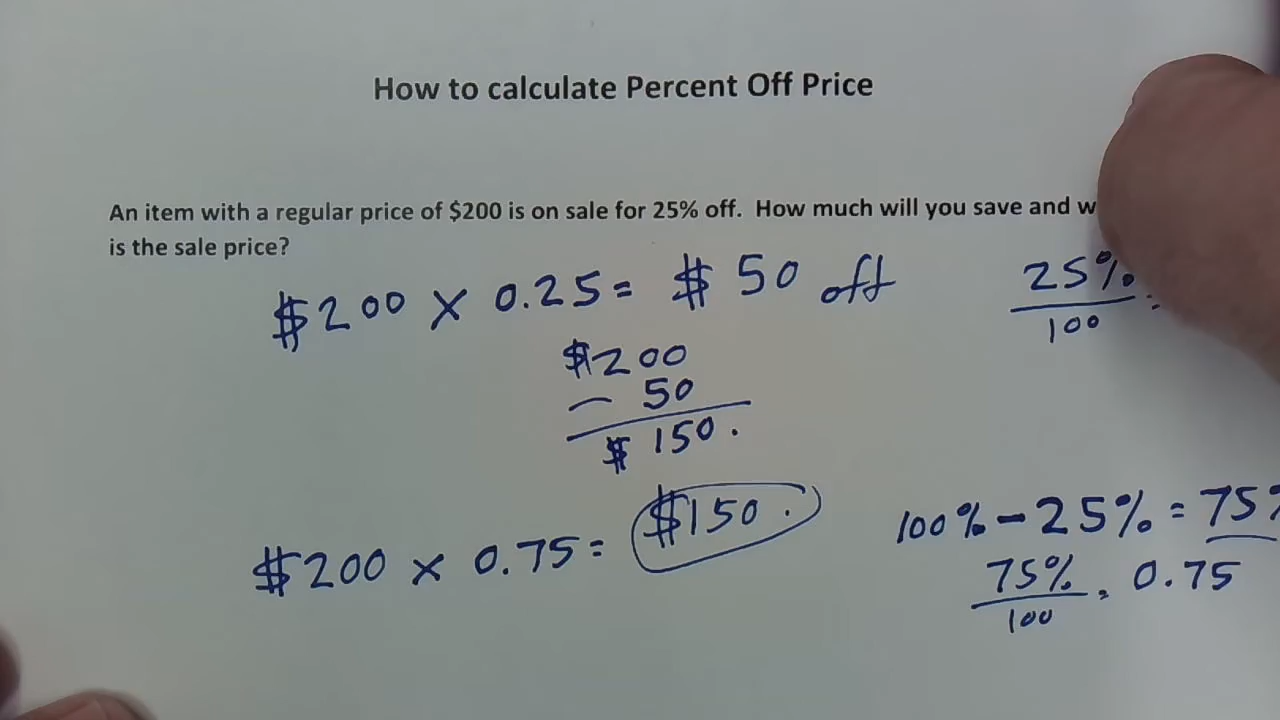 How to calculate Percent Off Price
An item with a regular price of $200 is on sale for 25% off. How much will you save and
is the sale price?
$200 x 0.25 = $ 50 off
25%
100
$200
- 50
$ 150.
$200 x 0.75 = $150.
100% - 25% = 75%
75% = 0.75
100